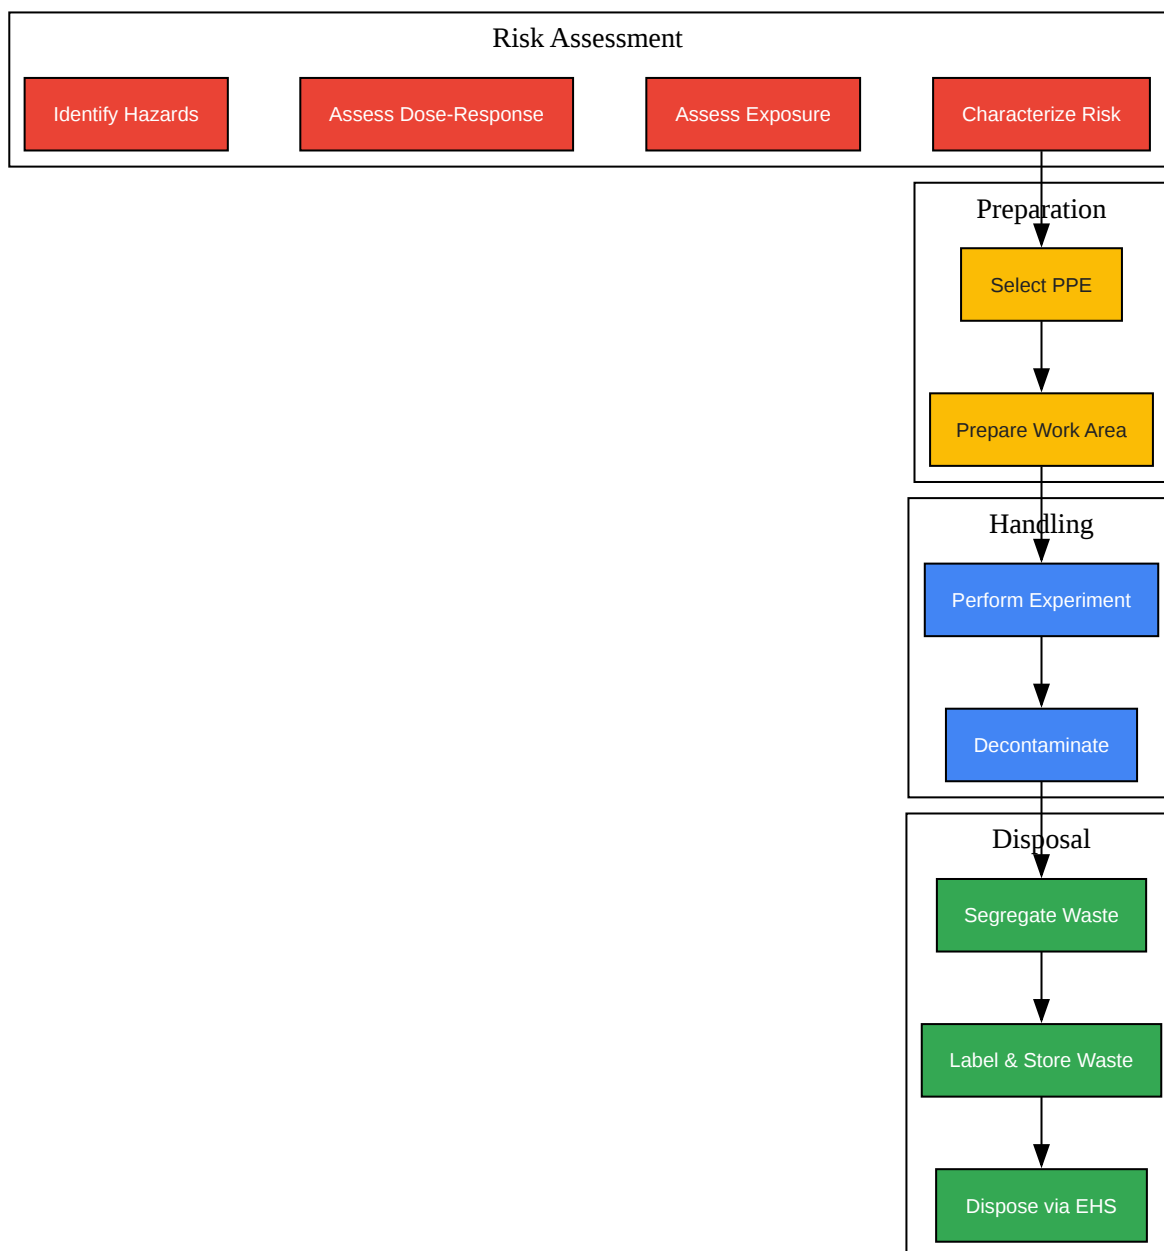 Risk Assessment
Identify Hazards
Assess Dose-Response
Assess Exposure
Characterize Risk
Preparation
Select PPE
Prepare Work Area
Handling
Perform Experiment
Decontaminate
Disposal
Segregate Waste
Label & Store Waste
Dispose via EHS